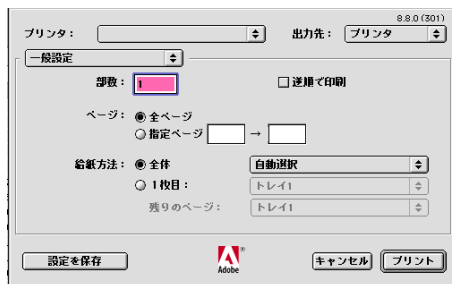 8.8.0 (301)
プリンタ： 出力先： プリンタ
一般設定
部数： 1 逆順で印刷
ページ： 全ページ
指定ページ →
給紙方法： 全体 自動選択
1 枚目： トレイ1
残りのページ： トレイ1
設定を保存 Adobe キャンセル プリント